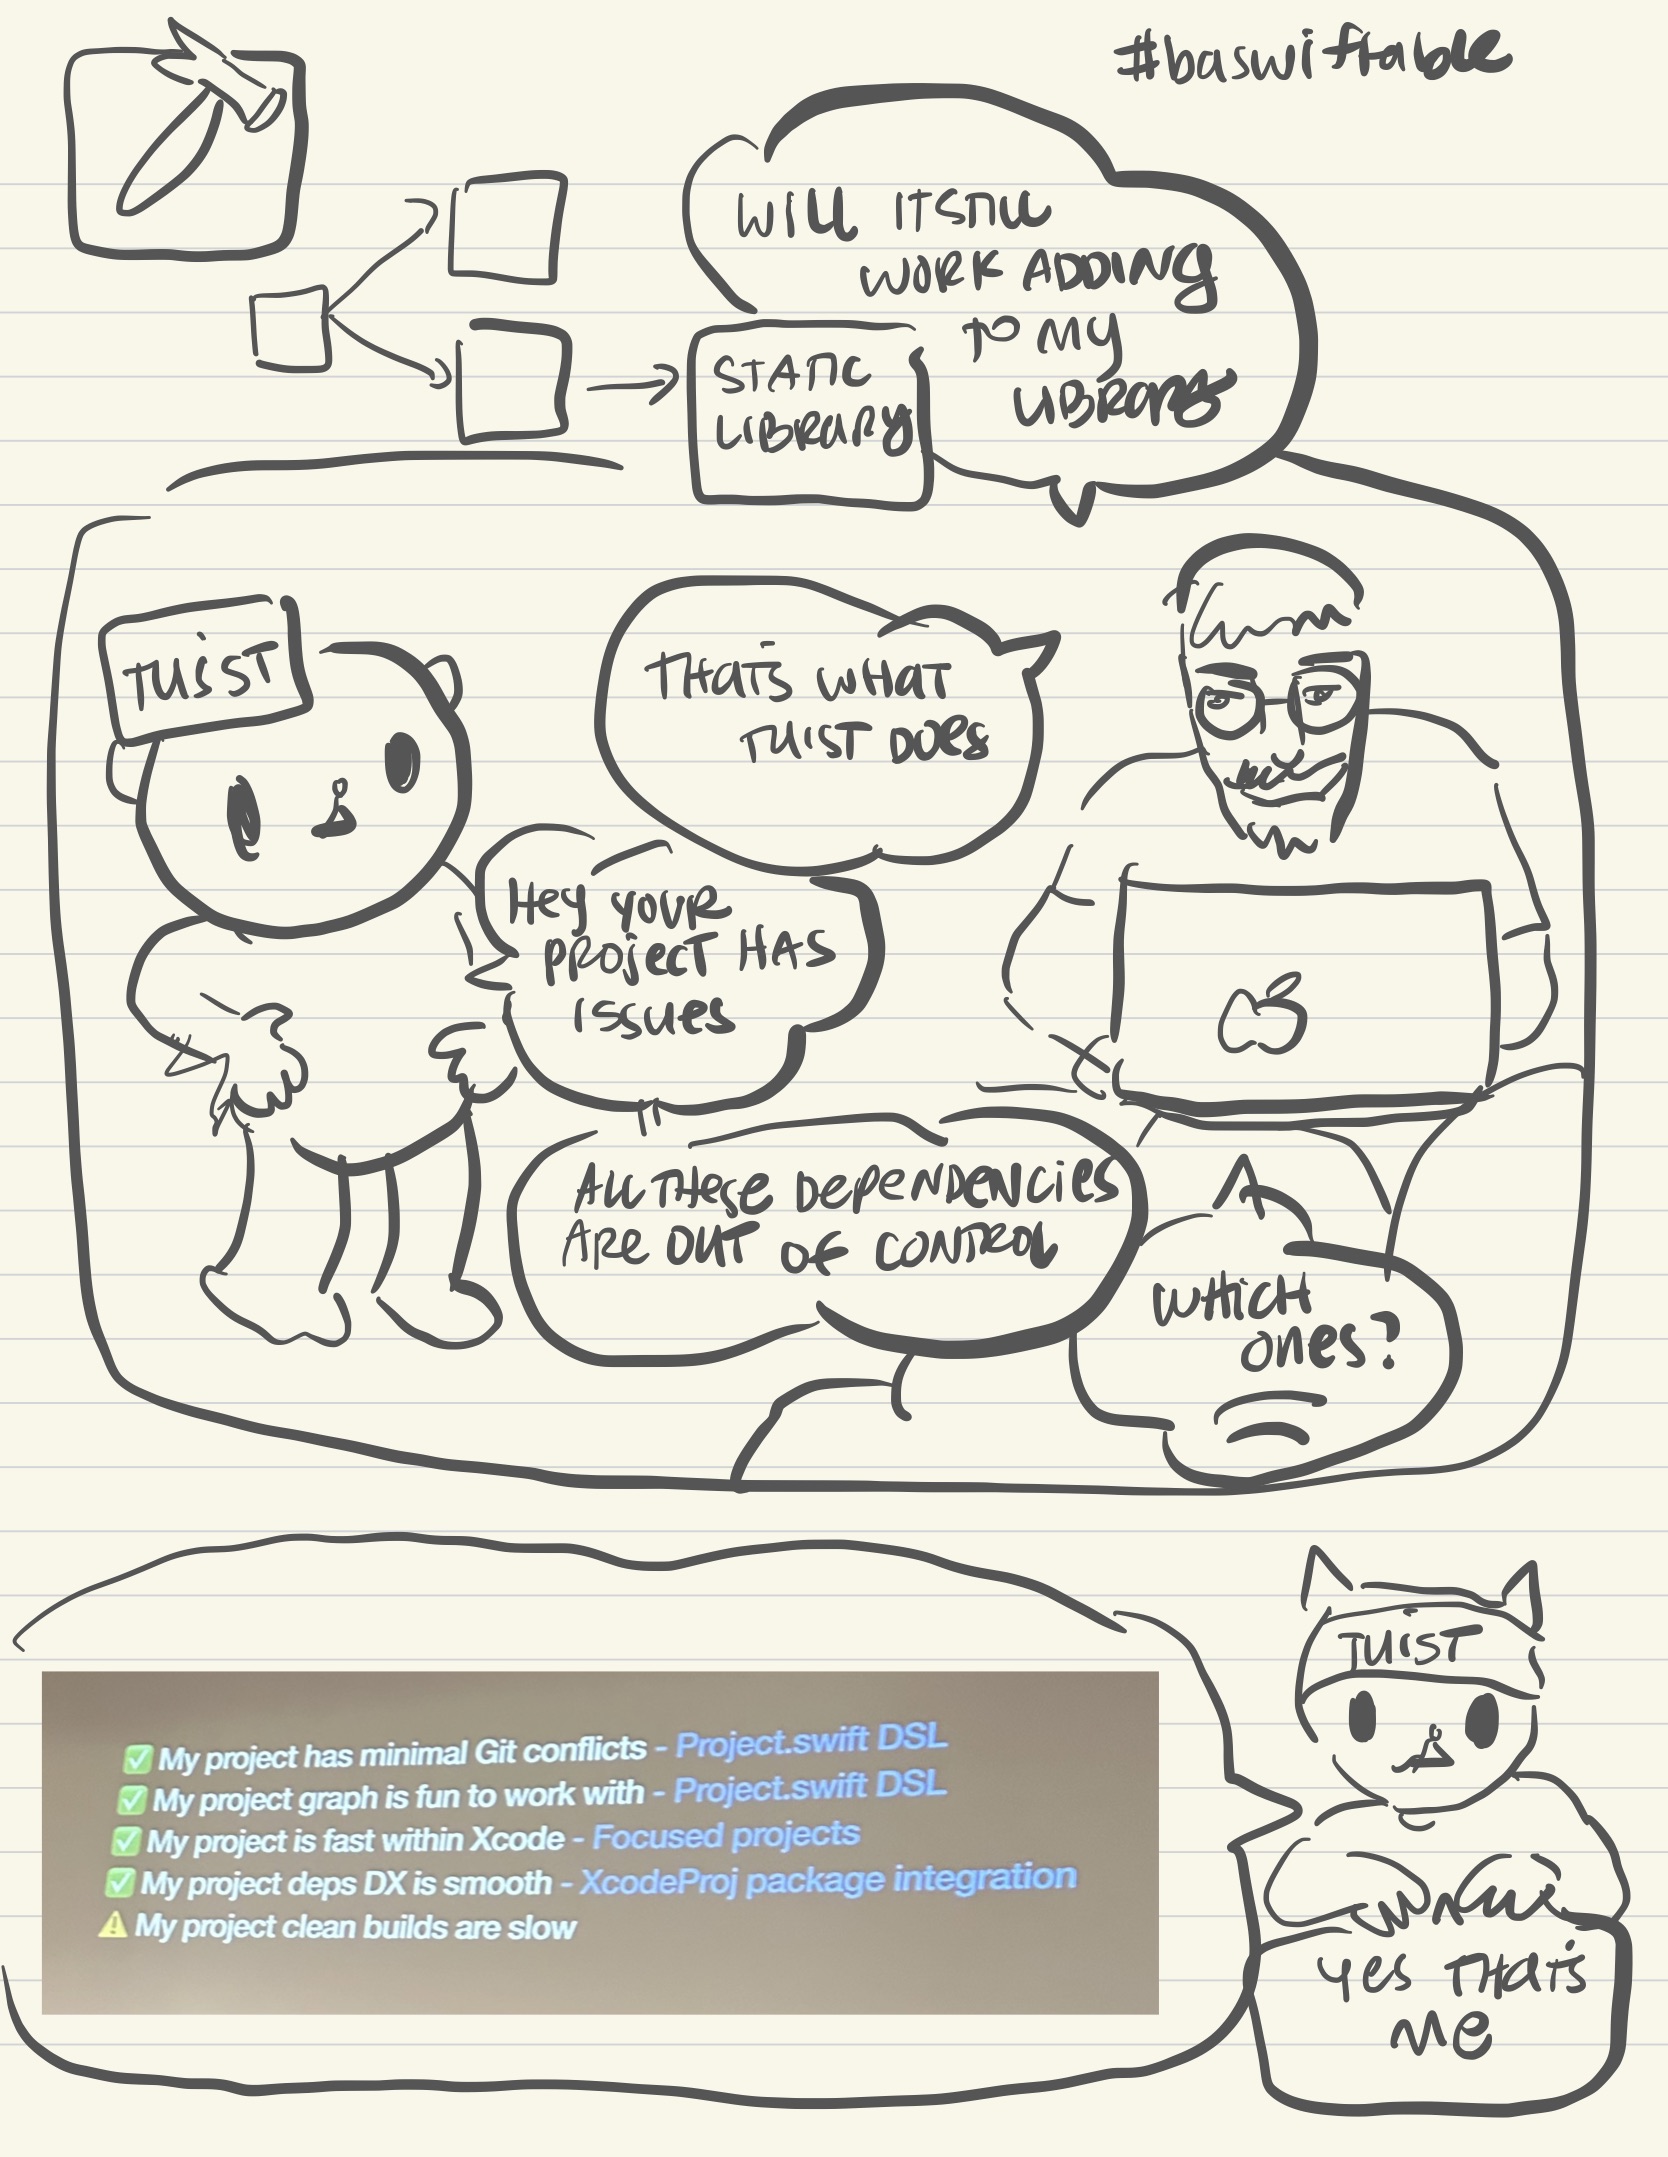 #baswiftable
WILL IT STILL
WORK ADDING
TO MY
LIBRARY
STATIC
LIBRARY
TUIST
THAT'S WHAT
TUIST DOES
Hey YOUR
PROJECT HAS
ISSUES
ALL THESE DEPENDENCIES
ARE OUT OF CONTROL
WHICH
ONES?
TUIST
✅ My project has minimal Git conflicts - Project.swift DSL
✅ My project graph is fun to work with - Project.swift DSL
✅ My project is fast within Xcode - Focused projects
✅ My project deps DX is smooth - XcodeProj package integration
⚠️ My project clean builds are slow
Yes THAT'S
ME